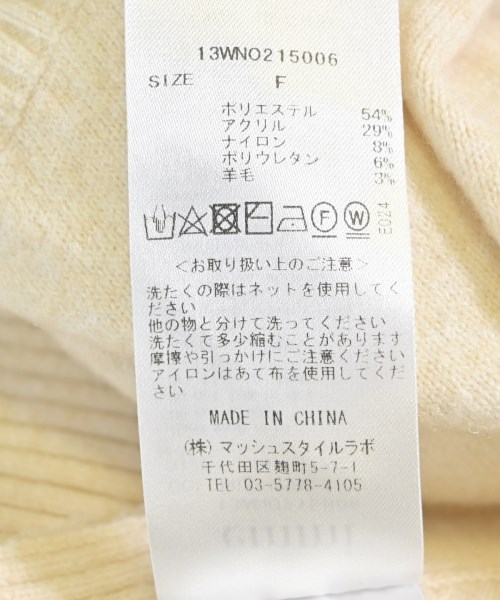 13WNO215006
SIZE F
ポリエステル 54%
アクリル 29%
ナイロン 8%
ポリウレタン 6%
羊毛 3%
F W E024
＜お取り扱い上のご注意＞
洗たくの際はネットを使用してく
ださい
他の物と分けて洗ってください
洗たくて多少縮むことがあります
摩擦や引っかけにご注意ください
アイロンはあて布を使用してくだ
さい
MADE IN CHINA
(株) マッシュスタイルラボ
千代田区麹町5-7-1
TEL 03-5778-4105